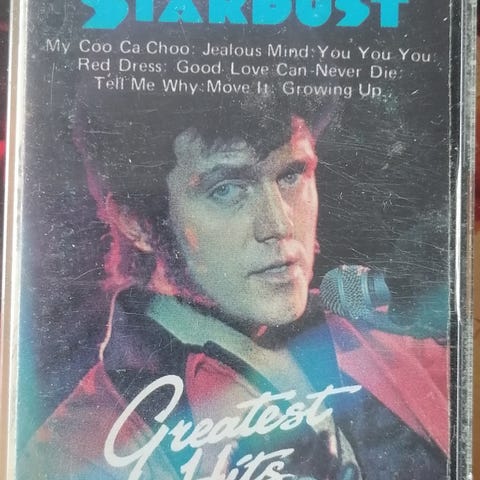 STARDUST
My Coo Ca Choo: Jealous Mind: You You You
Red Dress: Good Love Can Never Die:
Tell Me Why: Move It: Growing Up.
Greatest
Hits